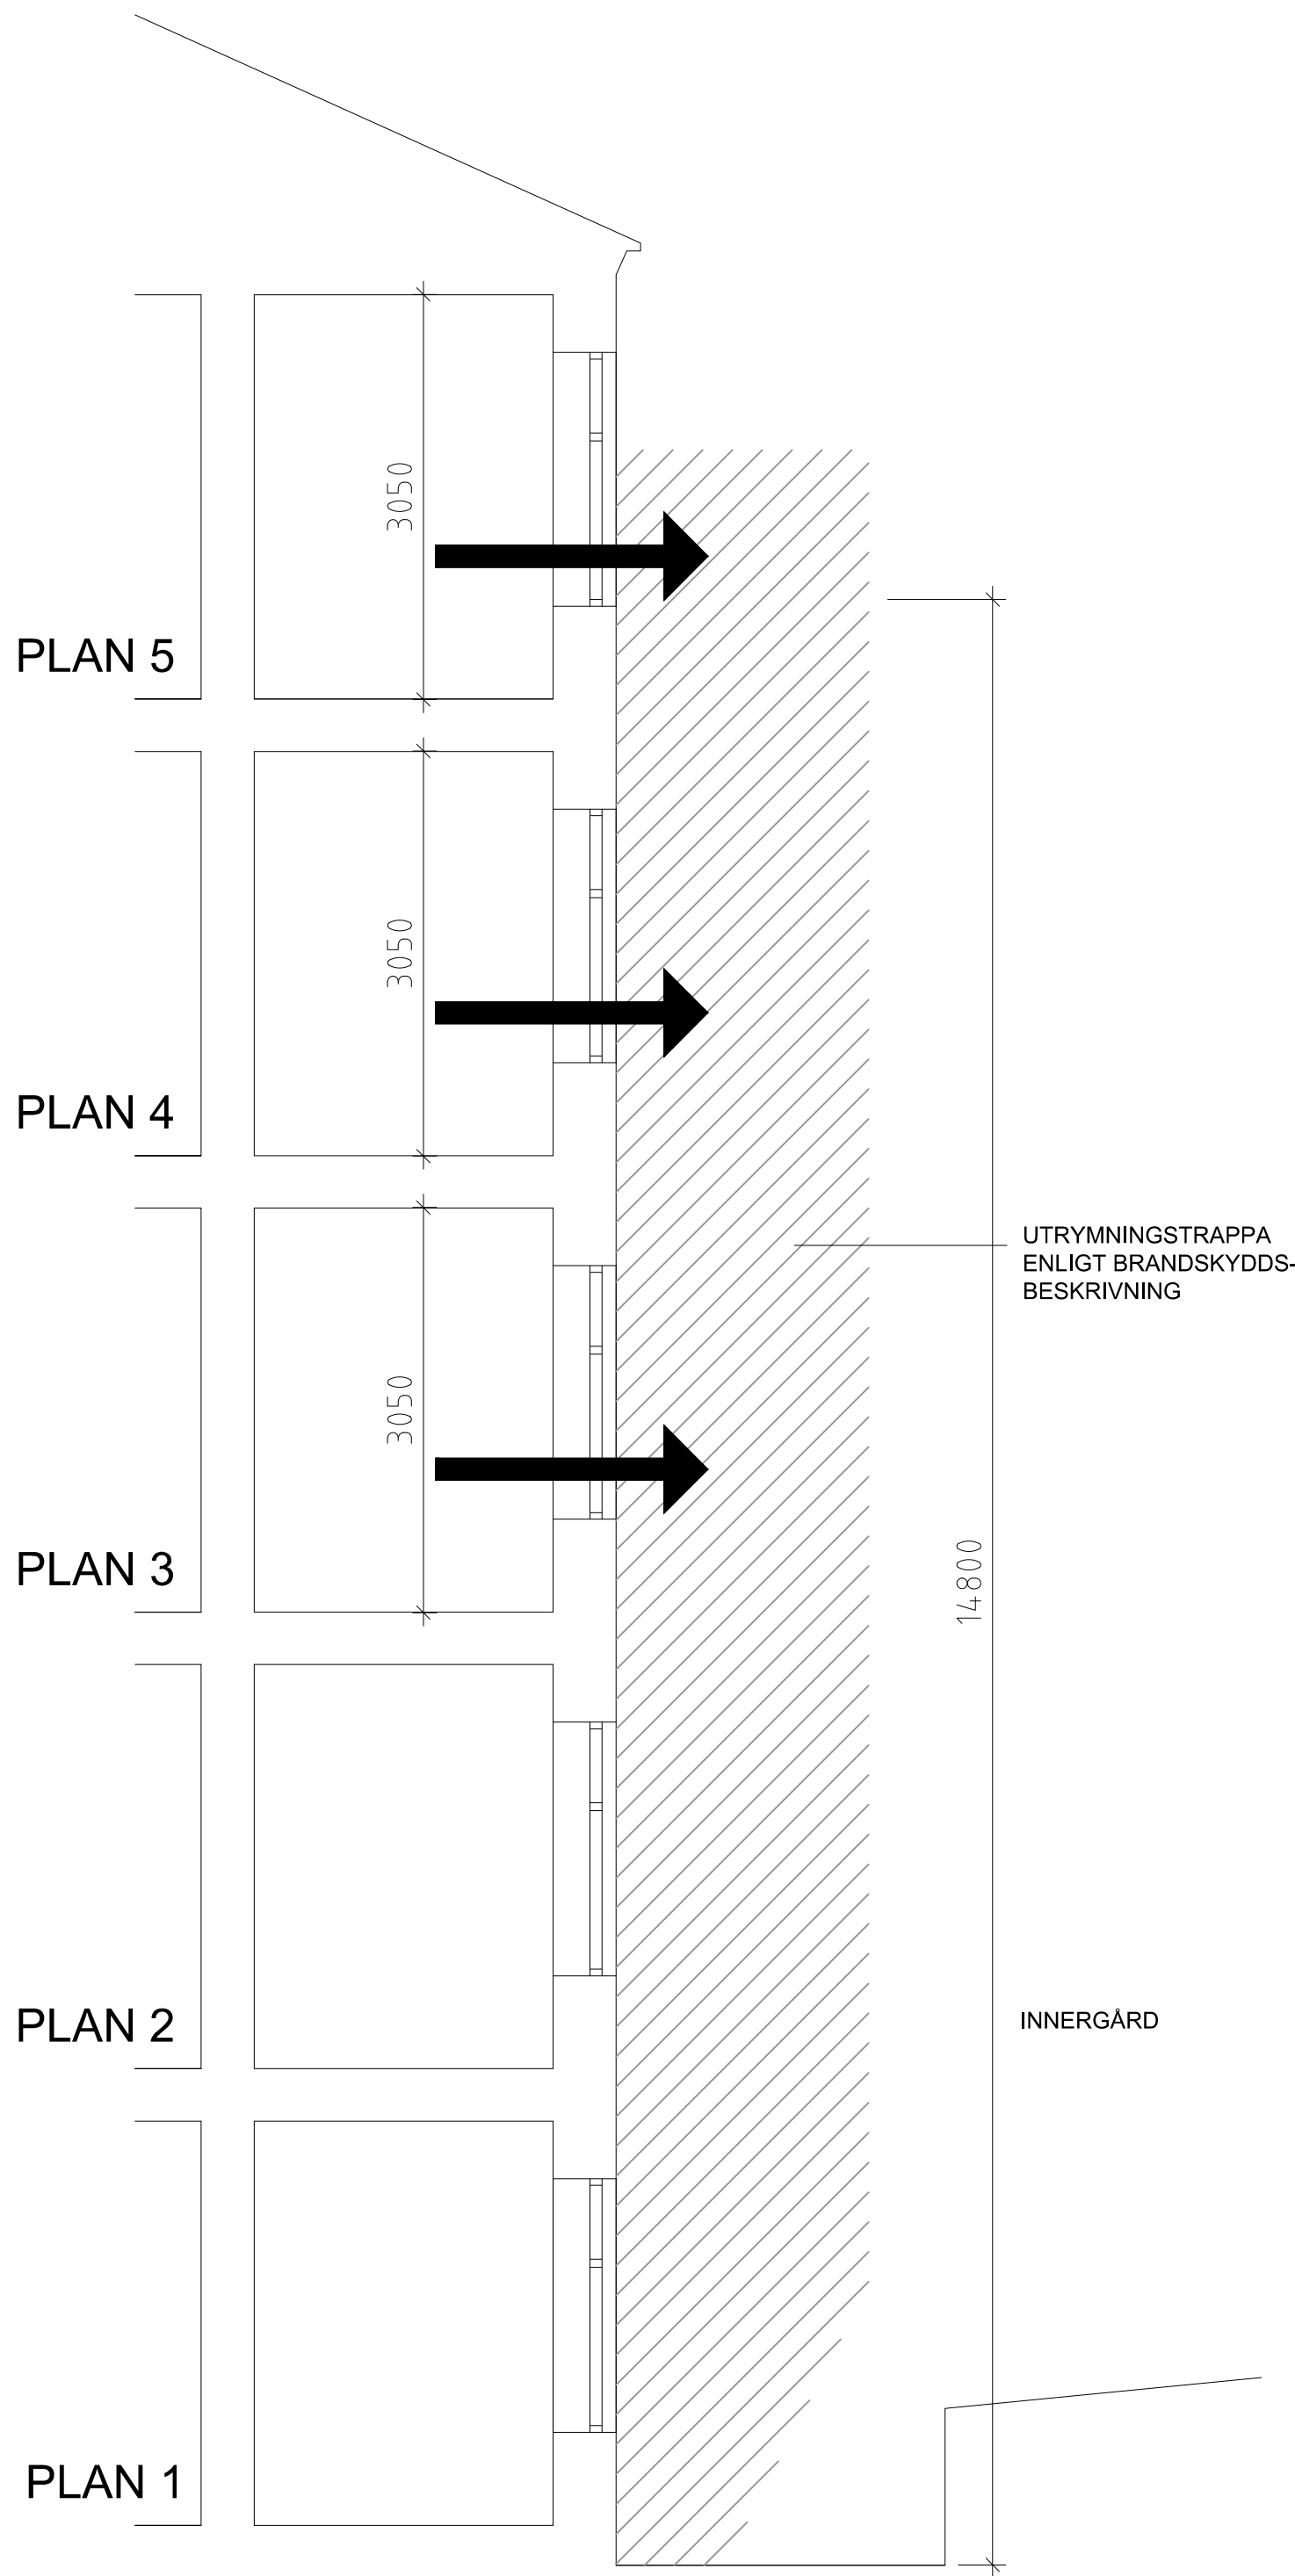 3050
PLAN 5
3050
PLAN 4
UTRYMNINGSTRAPPA
ENLIGT BRANDSKYDDS-
BESKRIVNING
3050
PLAN 3
14800
PLAN 2
INNERGÅRD
PLAN 1